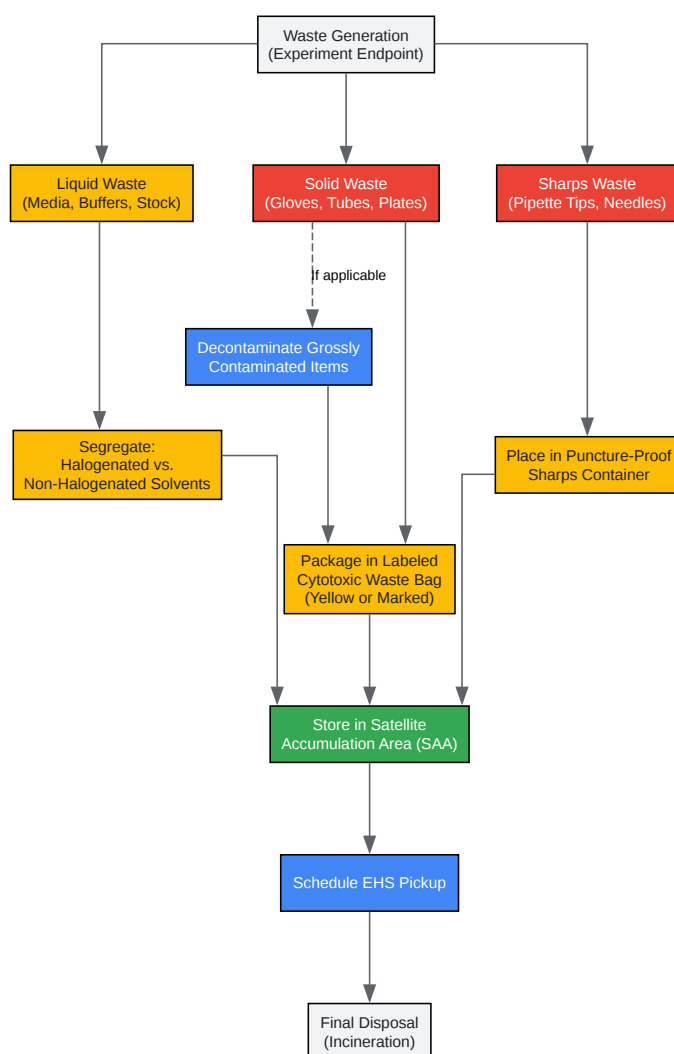 Waste Generation
(Experiment Endpoint)
Liquid Waste
(Media, Buffers, Stock)
Solid Waste
(Gloves, Tubes, Plates)
Sharps Waste
(Pipette Tips, Needles)
If applicable
Decontaminate Grossly
Contaminated Items
Segregate:
Halogenated vs.
Non-Halogenated Solvents
Place in Puncture-Proof
Sharps Container
Package in Labeled
Cytotoxic Waste Bag
(Yellow or Marked)
Store in Satellite
Accumulation Area (SAA)
Schedule EHS Pickup
Final Disposal
(Incineration)